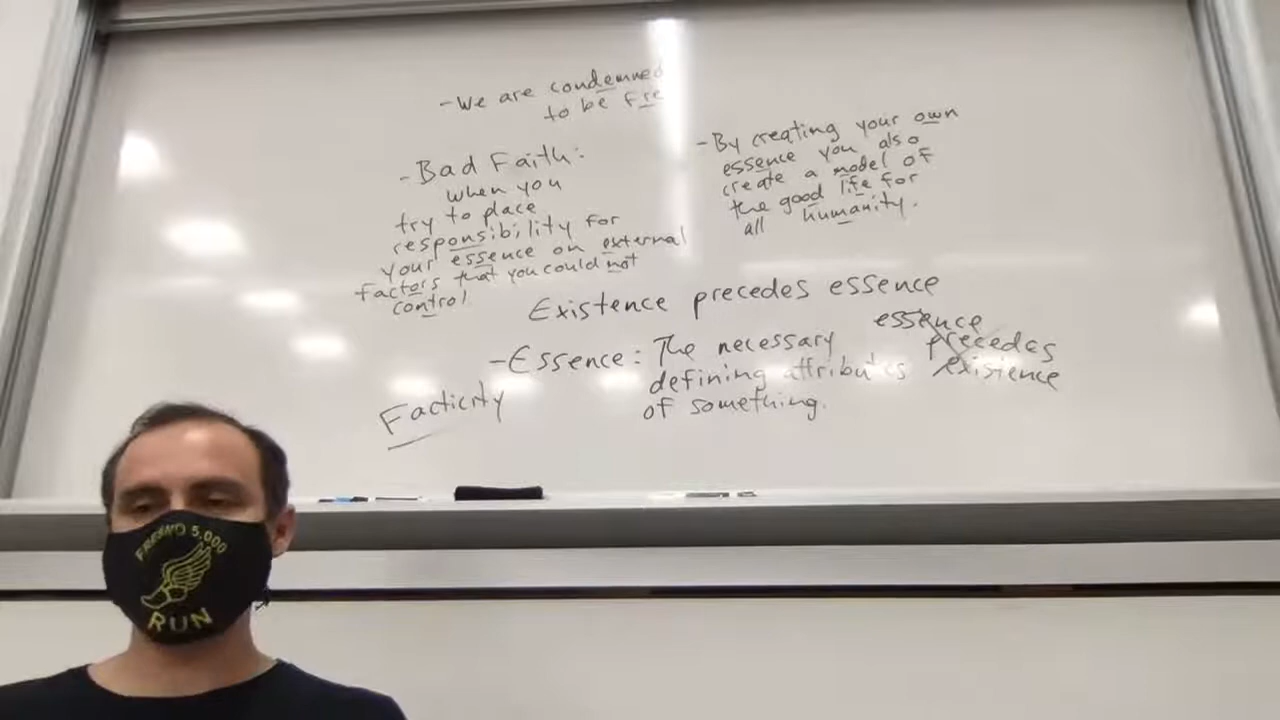 - We are condemned
to be fre
- Bad Faith:
when you
try to place
responsibility for
your essence on external
factors that you could not
control
- By creating your own
essence you also
create a model of
the good life for
all humanity.
Existence precedes essence
essence
precedes
existence
- Essence: The necessary
defining attributes
of something.
Facticity
FRESNO 5,000
RUN